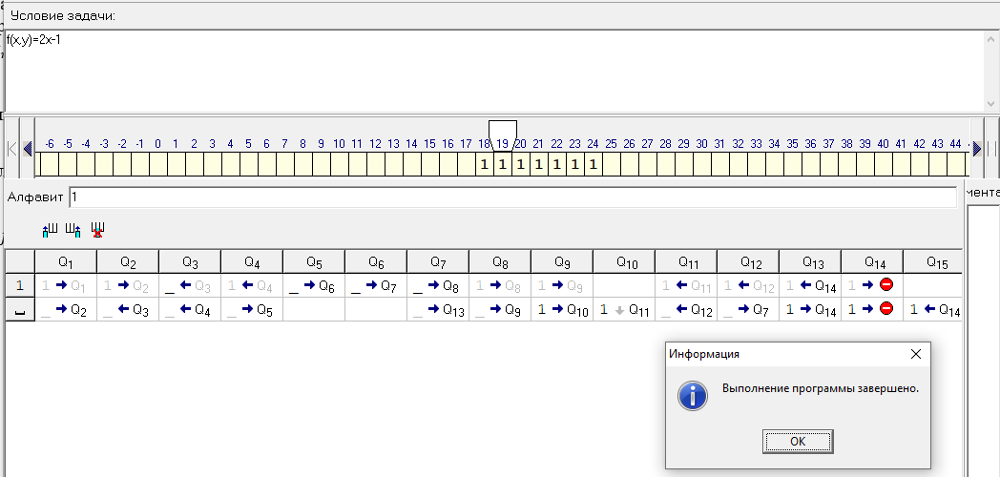 Условие задачи:
f(x,y)=2x-1
-6 -5 -4 -3 -2 -1 0 1 2 3 4 5 6 7 8 9 10 11 12 13 14 15 16 17 18 19 20 21 22 23 24 25 26 27 28 29 30 31 32 33 34 35 36 37 38 39 40 41 42 43 44
1 1 1 1 1 1 1
Алфавит 1
мента
Q1 Q2 Q3 Q4 Q5 Q6 Q7 Q8 Q9 Q10 Q11 Q12 Q13 Q14 Q15
1 1 → Q1 1 → Q2 _ ← Q3 1 ← Q4 _ → Q6 _ → Q7 _ → Q8 1 → Q8 1 → Q9 1 ← Q11 1 ← Q12 1 ← Q14 1 →
_ → Q2 _ ← Q3 _ ← Q4 _ → Q5 _ → Q13 _ → Q9 1 → Q10 1 ↓ Q11 _ ← Q12 _ → Q7 1 → Q14 1 → 1 ← Q14
Информация
Выполнение программы завершено.
OK